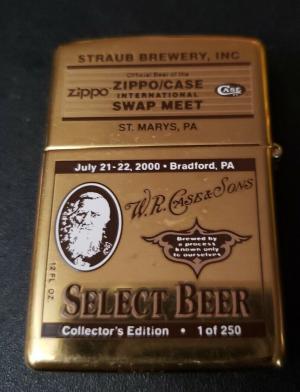 STRAUB BREWERY, INC
Official Beer of the
zippo ZIPPO/CASE CASE
INTERNATIONAL
SWAP MEET
ST. MARYS, PA
July 21-22, 2000 • Bradford, PA
W.R. Case & Sons
Brewed by
a process
known only
to ourselves
12 FL. OZ.
SELECT BEER
Collector's Edition • 1 of 250